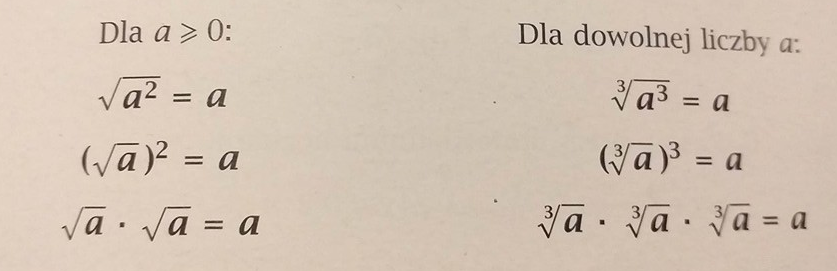 Dla a ⩾ 0:
√a² = a
(√a)² = a
√a · √a = a
Dla dowolnej liczby a:
∛a³ = a
(∛a)³ = a
∛a · ∛a · ∛a = a